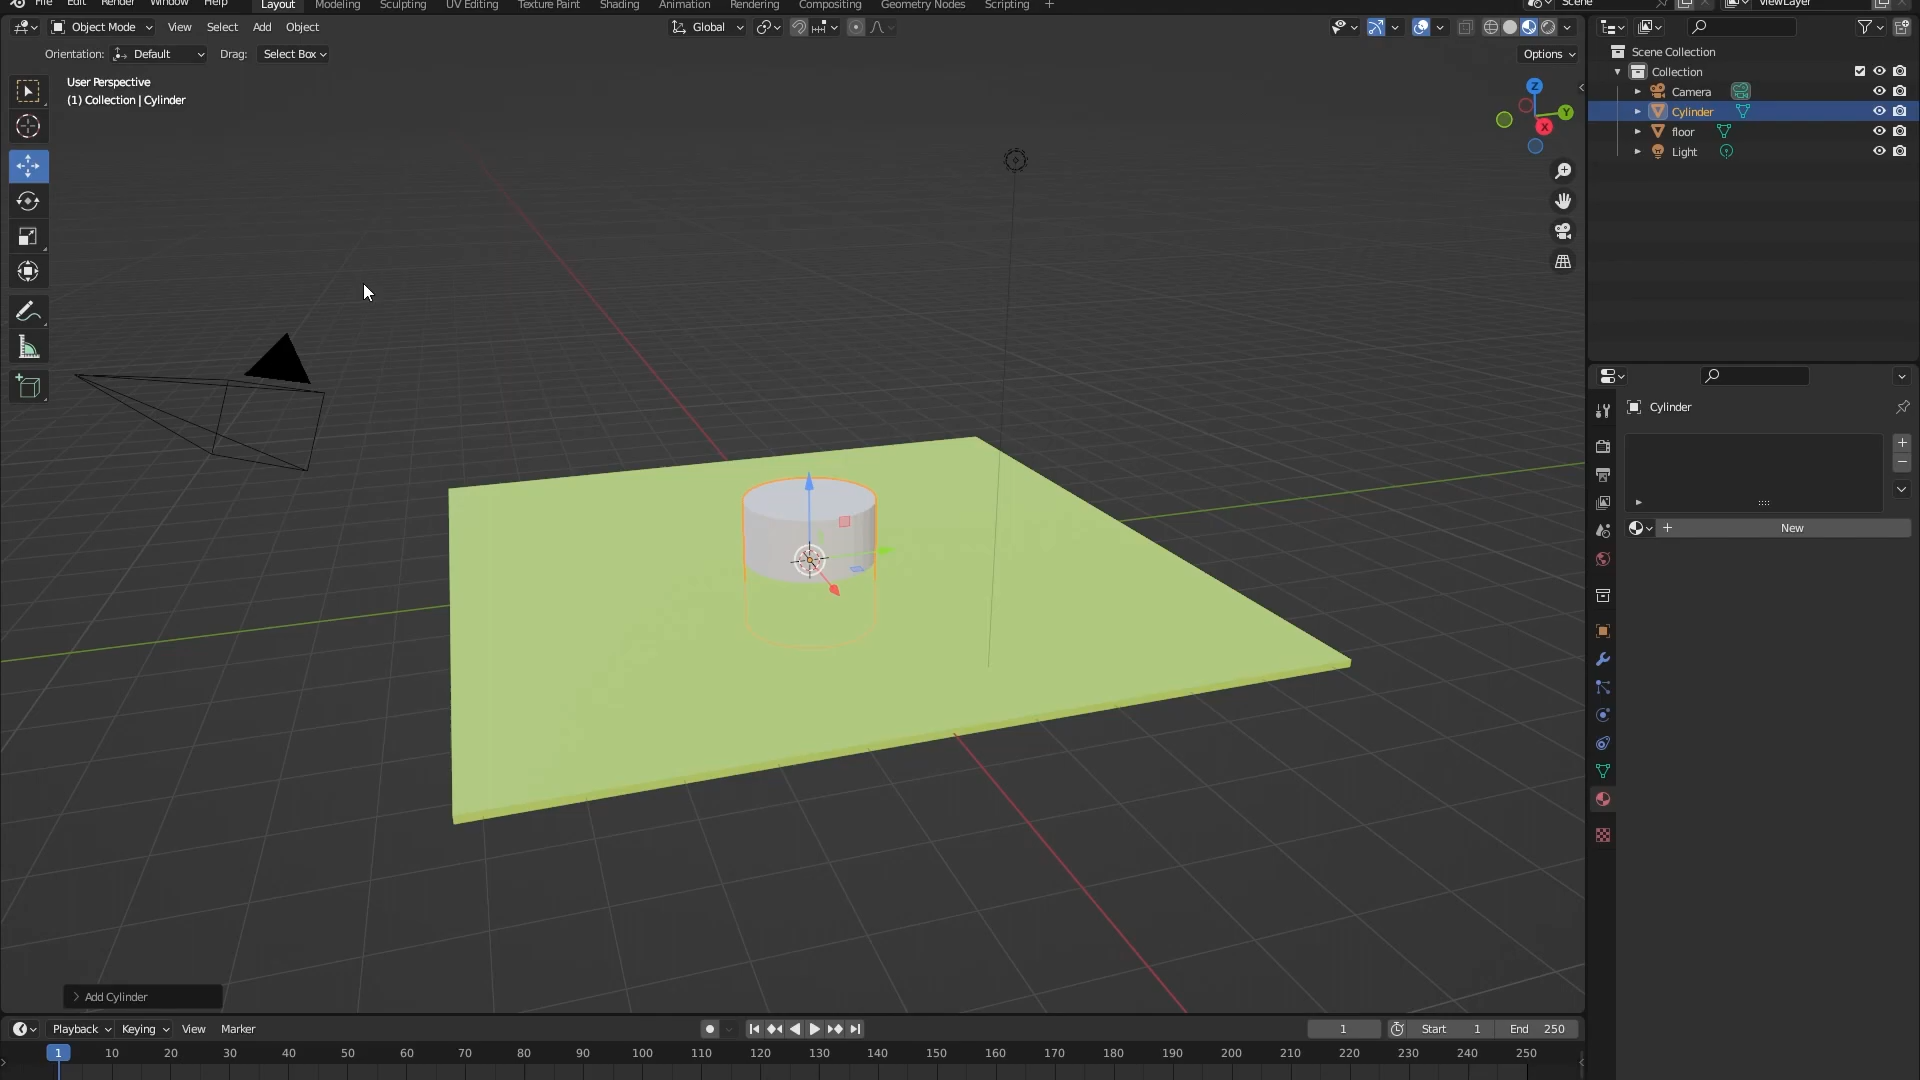 File Edit Render Window Help Layout Modeling Sculpting UV Editing Texture Paint Shading Animation Rendering Compositing Geometry Nodes Scripting + Scene ViewLayer
Object Mode View Select Add Object Global
Orientation: Default Drag: Select Box Options
User Perspective
(1) Collection | Cylinder
Z
Y
X
Add Cylinder
Scene Collection
Collection
Camera
Cylinder
floor
Light
Cylinder
New
Playback Keying View Marker 1 Start 1 End 250
1 10 20 30 40 50 60 70 80 90 100 110 120 130 140 150 160 170 180 190 200 210 220 230 240 250